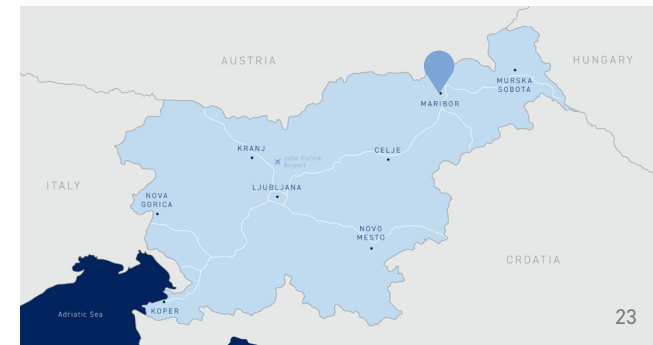 AUSTRIA
HUNGARY
MURSKA
SOBOTA
MARIBOR
KRANJ
CELJE
Jože Pučnik
Airport
ITALY
LJUBLJANA
NOVA
GORICA
NOVO
MESTO
CROATIA
Adriatic Sea
KOPER
23